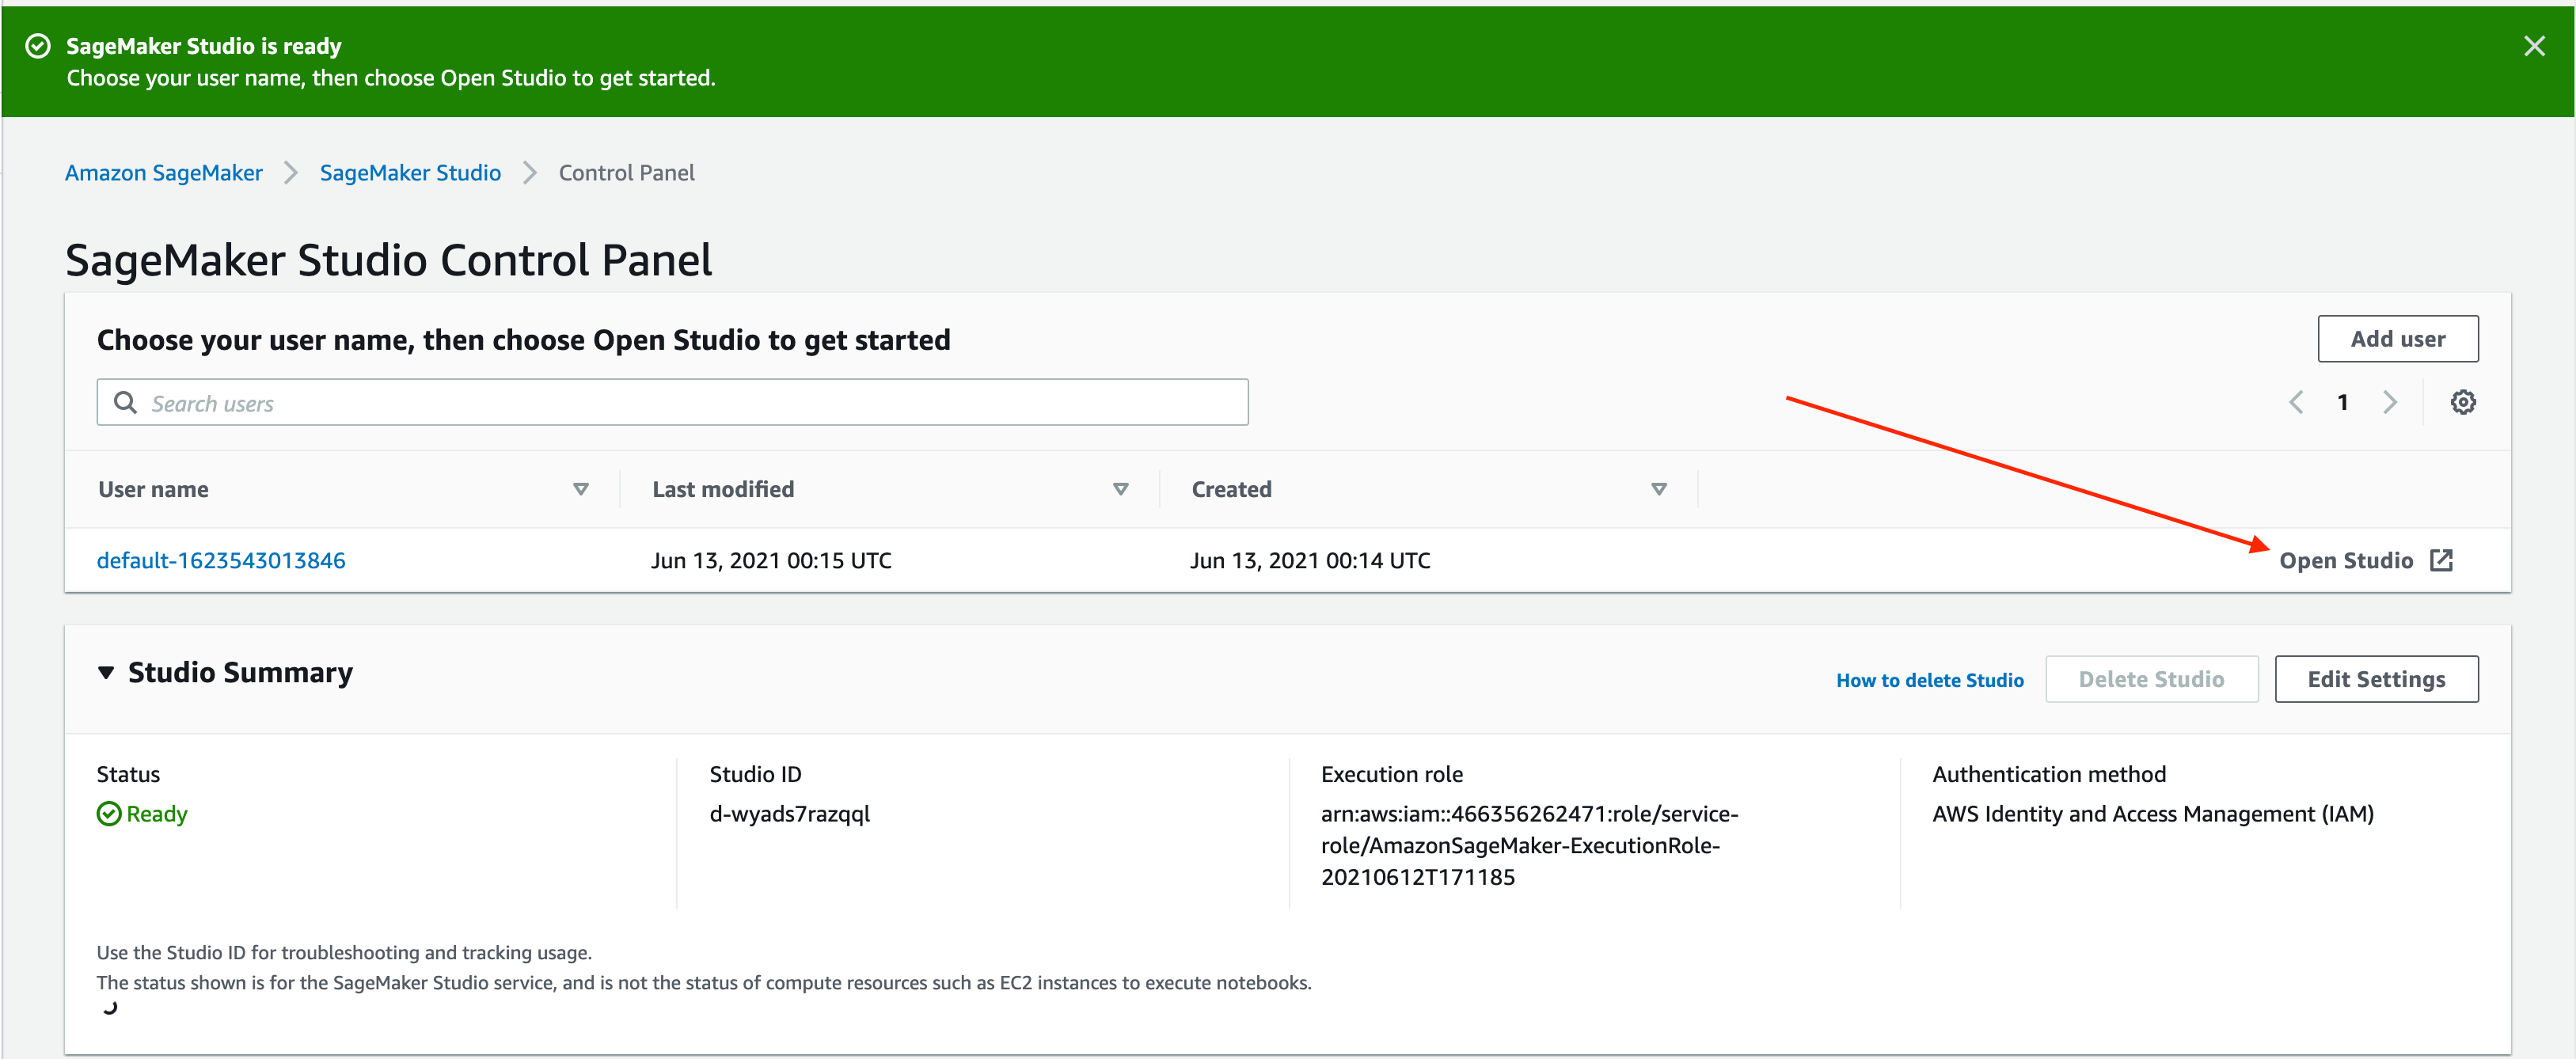 SageMaker Studio is ready
Choose your user name, then choose Open Studio to get started.
Amazon SageMaker SageMaker Studio Control Panel
SageMaker Studio Control Panel
Choose your user name, then choose Open Studio to get started
Add user
Search users
1
User name Last modified Created
default-1623543013846 Jun 13, 2021 00:15 UTC Jun 13, 2021 00:14 UTC Open Studio
Studio Summary
How to delete Studio Delete Studio Edit Settings
Status
Ready
Studio ID
d-wyads7razqql
Execution role
arn:aws:iam::466356262471:role/service-
role/AmazonSageMaker-ExecutionRole-
20210612T171185
Authentication method
AWS Identity and Access Management (IAM)
Use the Studio ID for troubleshooting and tracking usage.
The status shown is for the SageMaker Studio service, and is not the status of compute resources such as EC2 instances to execute notebooks.